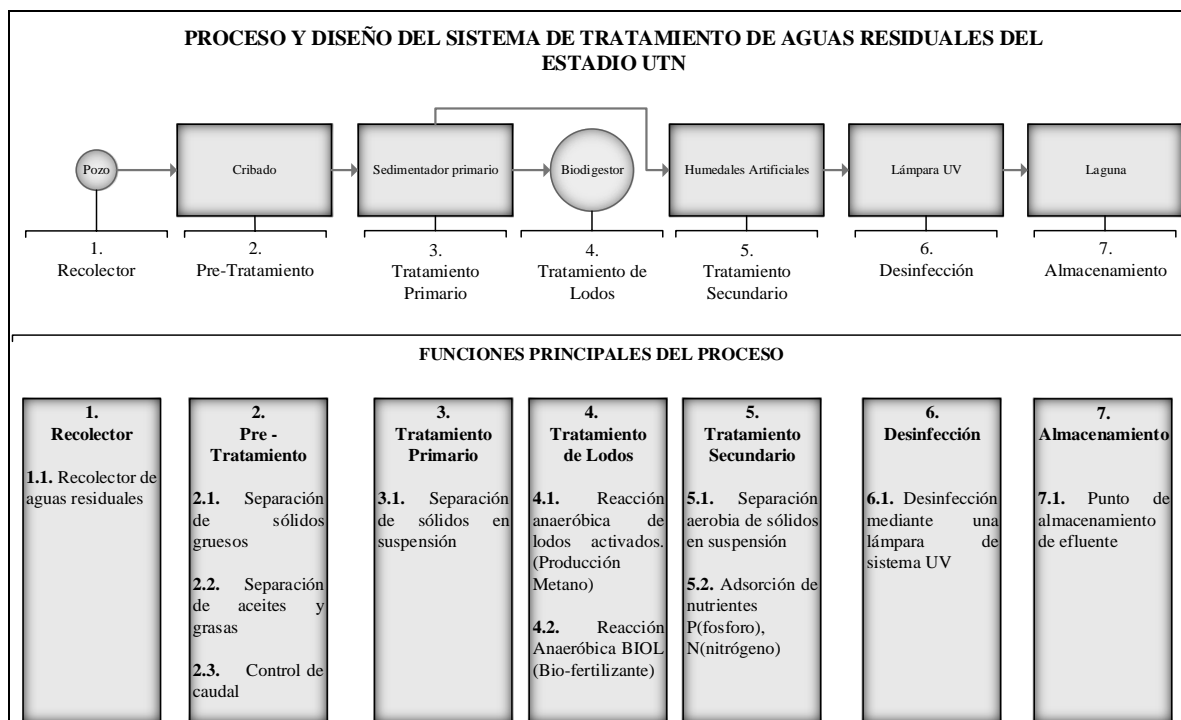 PROCESO Y DISEÑO DEL SISTEMA DE TRATAMIENTO DE AGUAS RESIDUALES DEL
ESTADIO UTN
Pozo
Cribado
Sedimentador primario
Biodigestor
Humedales Artificiales
Lámpara UV
Laguna
1.
Recolector
2.
Pre-Tratamiento
3.
Tratamiento
Primario
4.
Tratamiento de
Lodos
5.
Tratamiento
Secundario
6.
Desinfección
7.
Almacenamiento
FUNCIONES PRINCIPALES DEL PROCESO
1.
Recolector
1.1. Recolector de
aguas residuales
2.
Pre -
Tratamiento
2.1. Separación
de sólidos
gruesos
2.2. Separación
de aceites y
grasas
2.3. Control de
caudal
3.
Tratamiento
Primario
3.1. Separación
de sólidos en
suspensión
4.
Tratamiento
de Lodos
4.1. Reacción
anaeróbica de
lodos activados.
(Producción
Metano)
4.2. Reacción
Anaeróbica BIOL
(Bio-fertilizante)
5.
Tratamiento
Secundario
5.1. Separación
aerobia de sólidos
en suspensión
5.2. Adsorción de
nutrientes
P(fosforo),
N(nitrógeno)
6.
Desinfección
6.1. Desinfección
mediante una
lámpara de
sistema UV
7.
Almacenamiento
7.1. Punto de
almacenamiento
de efluente